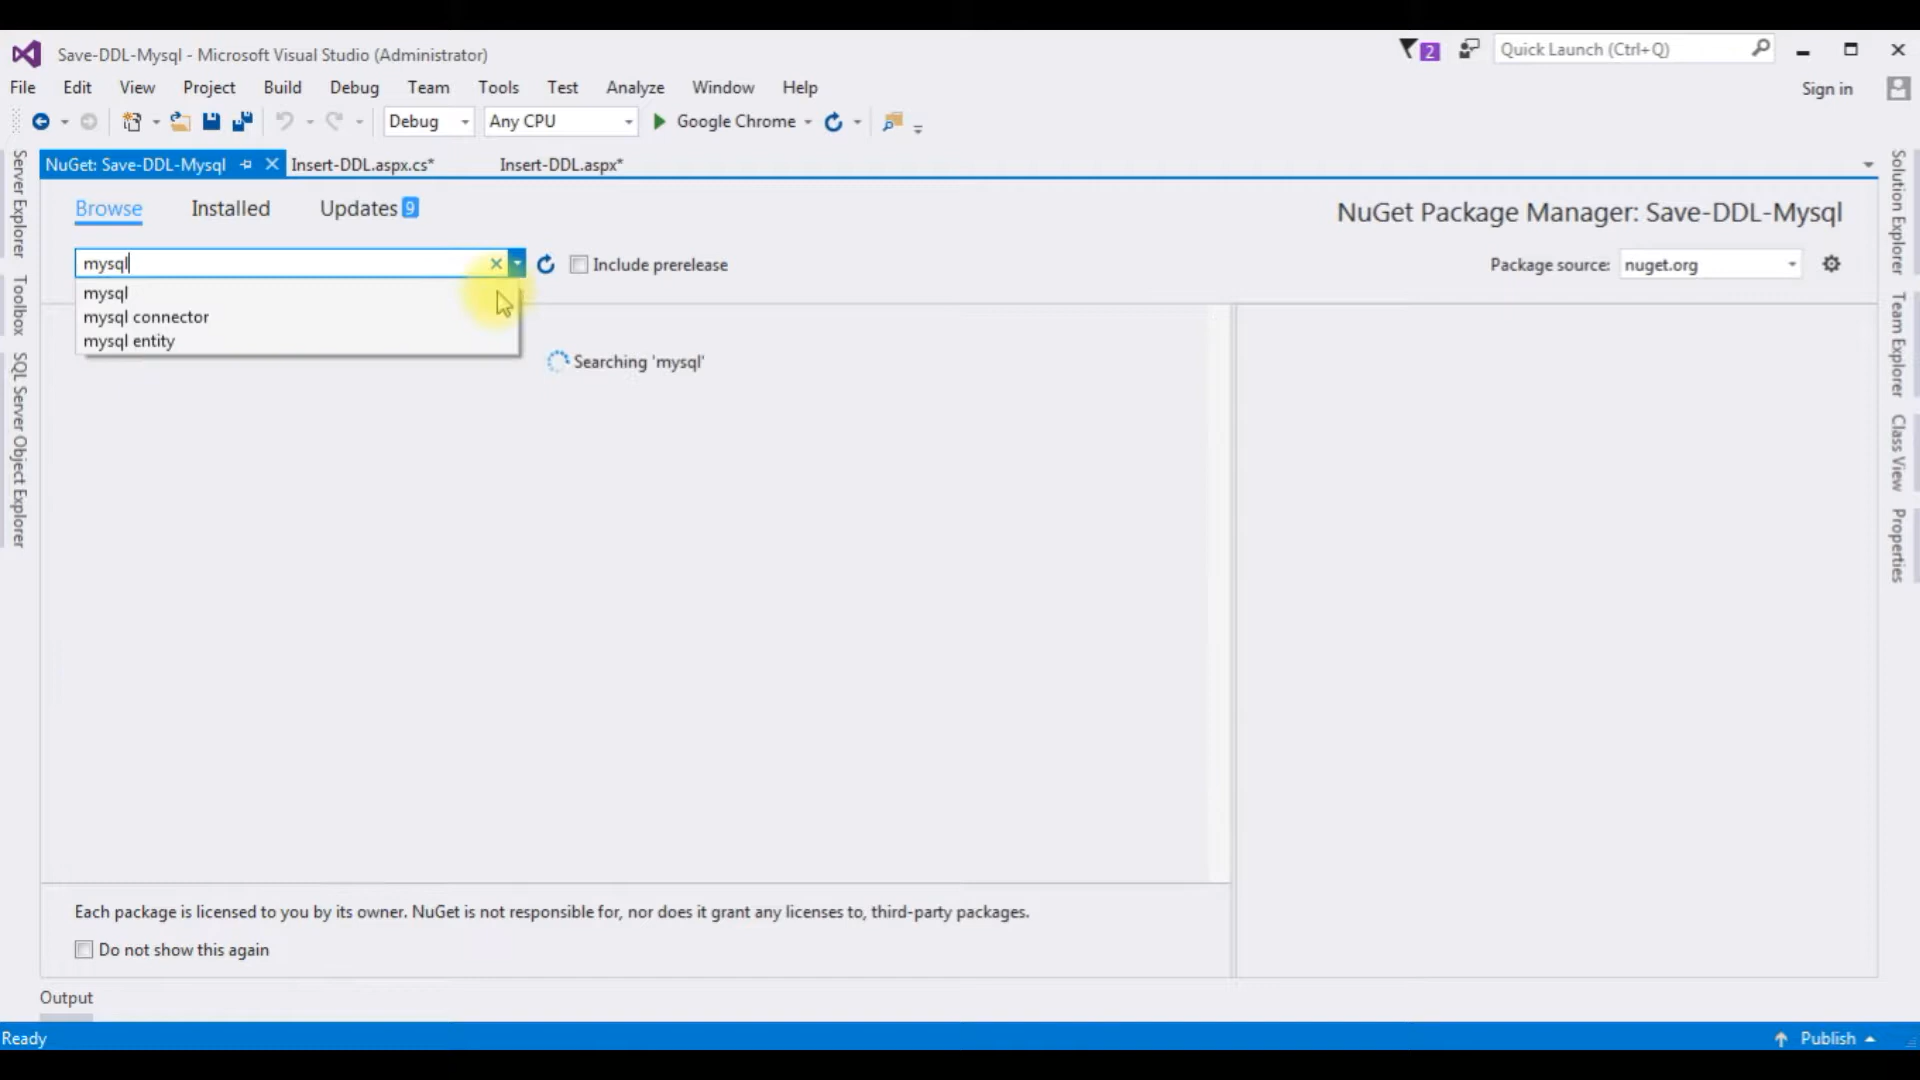 Save-DDL-Mysql - Microsoft Visual Studio (Administrator)
2
Quick Launch (Ctrl+Q)
File Edit View Project Build Debug Team Tools Test Analyze Window Help
Sign in
Debug Any CPU Google Chrome
NuGet: Save-DDL-Mysql Insert-DDL.aspx.cs* Insert-DDL.aspx*
Browse Installed Updates 9
NuGet Package Manager: Save-DDL-Mysql
mysql
Include prerelease
Package source: nuget.org
mysql
mysql connector
mysql entity
Searching 'mysql'
Server Explorer
Toolbox
SQL Server Object Explorer
Solution Explorer
Team Explorer
Class View
Properties
Each package is licensed to you by its owner. NuGet is not responsible for, nor does it grant any licenses to, third-party packages.
Do not show this again
Output
Ready
Publish